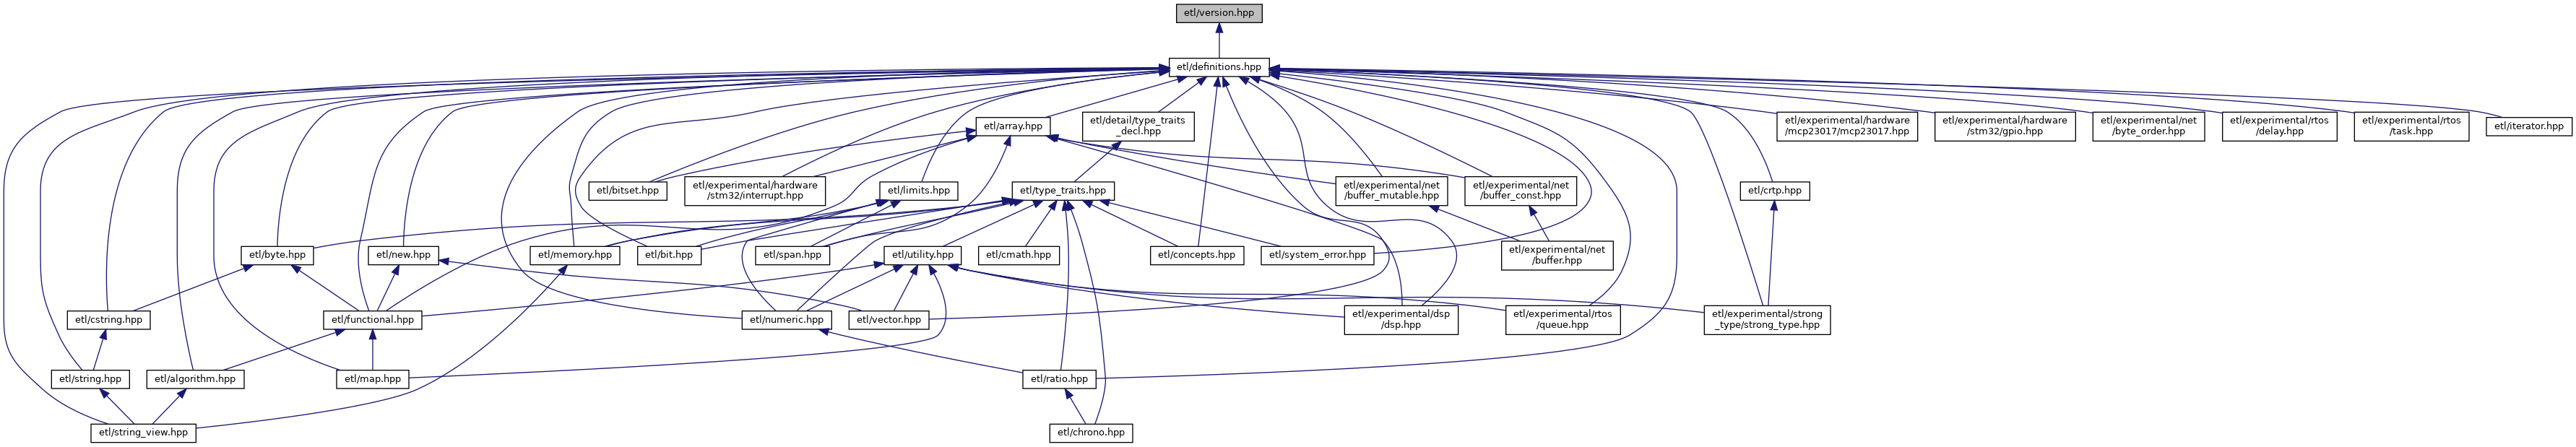 etl/version.hpp
etl/definitions.hpp
etl/array.hpp
etl/detail/type_traits
_decl.hpp
etl/experimental/hardware
/mcp23017/mcp23017.hpp
etl/experimental/hardware
/stm32/gpio.hpp
etl/experimental/net
/byte_order.hpp
etl/experimental/rtos
/delay.hpp
etl/experimental/rtos
/task.hpp
etl/iterator.hpp
etl/bitset.hpp
etl/experimental/hardware
/stm32/interrupt.hpp
etl/limits.hpp
etl/type_traits.hpp
etl/experimental/net
/buffer_mutable.hpp
etl/experimental/net
/buffer_const.hpp
etl/crtp.hpp
etl/byte.hpp
etl/new.hpp
etl/memory.hpp
etl/bit.hpp
etl/span.hpp
etl/utility.hpp
etl/cmath.hpp
etl/concepts.hpp
etl/system_error.hpp
etl/experimental/net
/buffer.hpp
etl/cstring.hpp
etl/functional.hpp
etl/numeric.hpp
etl/vector.hpp
etl/experimental/dsp
/dsp.hpp
etl/experimental/rtos
/queue.hpp
etl/experimental/strong
_type/strong_type.hpp
etl/string.hpp
etl/algorithm.hpp
etl/map.hpp
etl/ratio.hpp
etl/string_view.hpp
etl/chrono.hpp